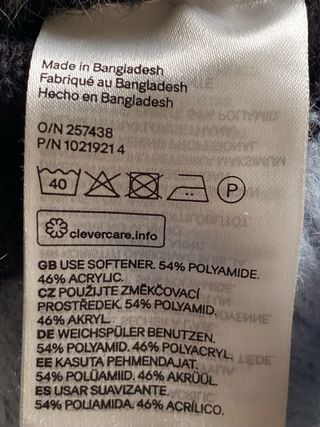 Made in Bangladesh
Fabriqué au Bangladesh
Hecho en Bangladesh
O/N 257438
P/N 1021921 4
40
P
clevercare.info
GB USE SOFTENER. 54% POLYAMIDE.
46% ACRYLIC.
CZ POUŽIJTE ZMĚKČOVACÍ
PROSTŘEDEK. 54% POLYAMID.
46% AKRYL.
DE WEICHSPÜLER BENUTZEN.
54% POLYAMID. 46% POLYACRYL.
EE KASUTA PEHMENDAJAT.
54% POLÜAMIID. 46% AKRÜÜL.
ES USAR SUAVIZANTE.
54% POLIAMIDA. 46% ACRÍLICO.